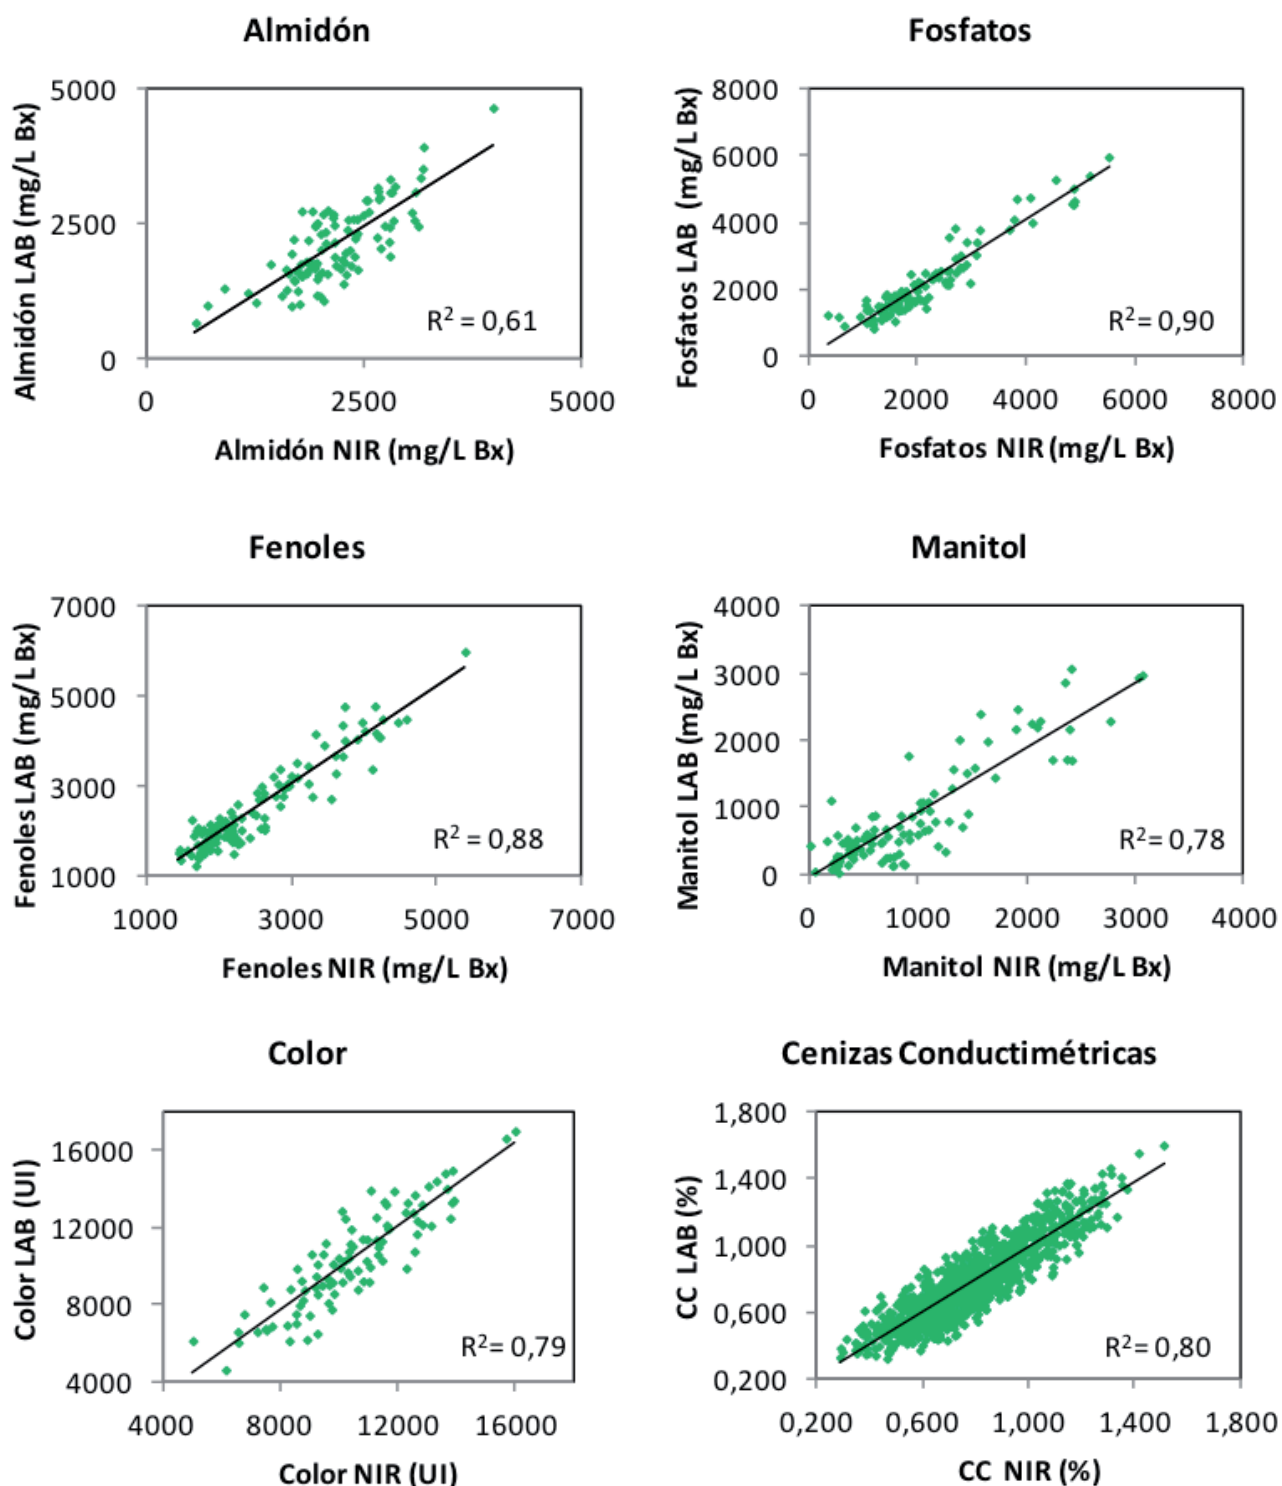 Almidón
5000
2500
0
Almidón LAB (mg/L Bx)
R² = 0,61
0 2500 5000
Almidón NIR (mg/L Bx)
Fosfatos
8000
6000
4000
2000
0
Fosfatos LAB (mg/L Bx)
R²= 0,90
0 2000 4000 6000 8000
Fosfatos NIR (mg/L Bx)
Fenoles
7000
5000
3000
1000
Fenoles LAB (mg/L Bx)
R² = 0,88
1000 3000 5000 7000
Fenoles NIR (mg/L Bx)
Manitol
4000
3000
2000
1000
0
Manitol LAB (mg/L Bx)
R²= 0,78
0 1000 2000 3000 4000
Manitol NIR (mg/L Bx)
Color
16000
12000
8000
4000
Color LAB (UI)
R²= 0,79
4000 8000 12000 16000
Color NIR (UI)
Cenizas Conductimétricas
1,800
1,400
1,000
0,600
0,200
CC LAB (%)
R²= 0,80
0,200 0,600 1,000 1,400 1,800
CC NIR (%)